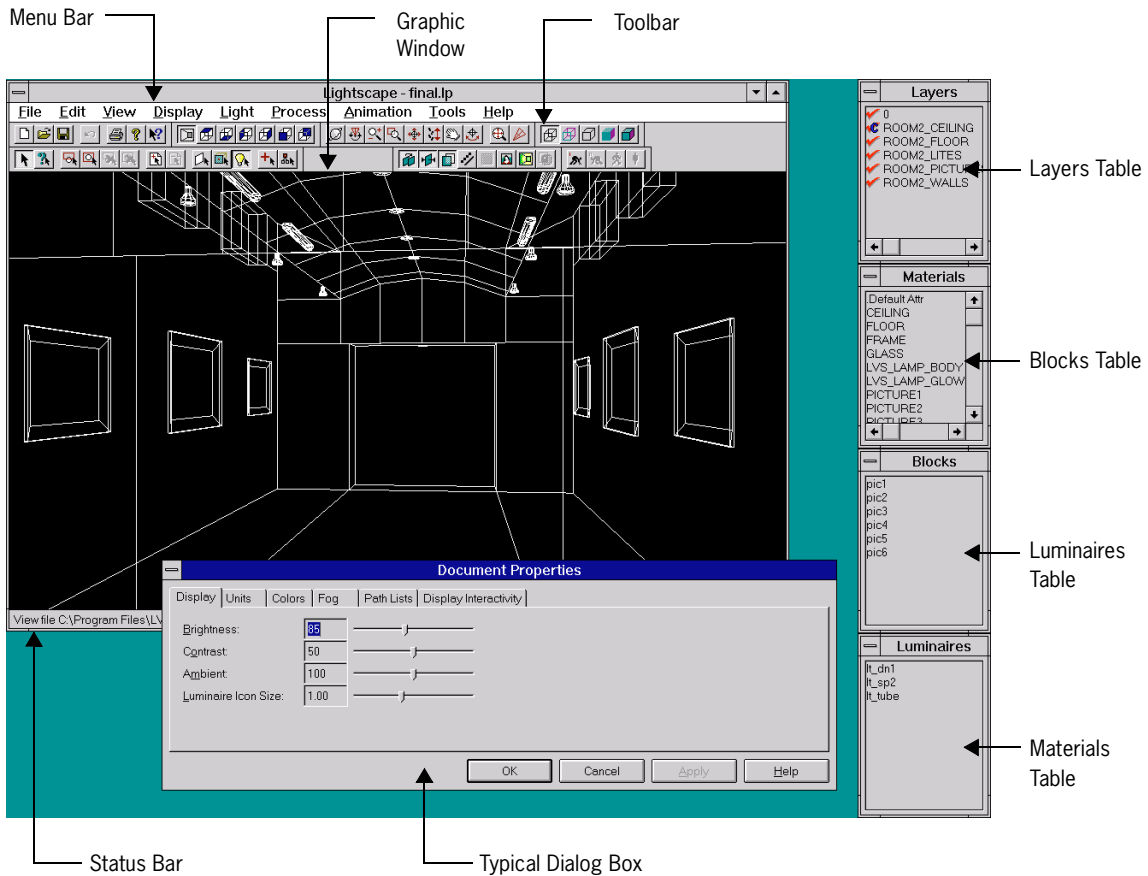 Menu Bar
Graphic
Window
Toolbar
Lightscape - final.lp
File Edit View Display Light Process Animation Tools Help
Layers
0
ROOM2_CEILING
ROOM2_FLOOR
ROOM2_LITES
ROOM2_PICTUR
ROOM2_WALLS
Layers Table
Materials
.Default Attr
CEILING
FLOOR
FRAME
GLASS
LVS_LAMP_BODY
LVS_LAMP_GLOW
PICTURE1
PICTURE2
PICTURE3
Blocks Table
Blocks
pic1
pic2
pic3
pic4
pic5
pic6
Luminaires
Table
Document Properties
Display Units Colors Fog Path Lists Display Interactivity
Brightness: 85
Contrast: 50
Ambient: 100
Luminaire Icon Size: 1.00
OK Cancel Apply Help
View file C:\Program Files\LV
Luminaires
lt_dn1
lt_sp2
lt_tube
Materials
Table
Status Bar
Typical Dialog Box